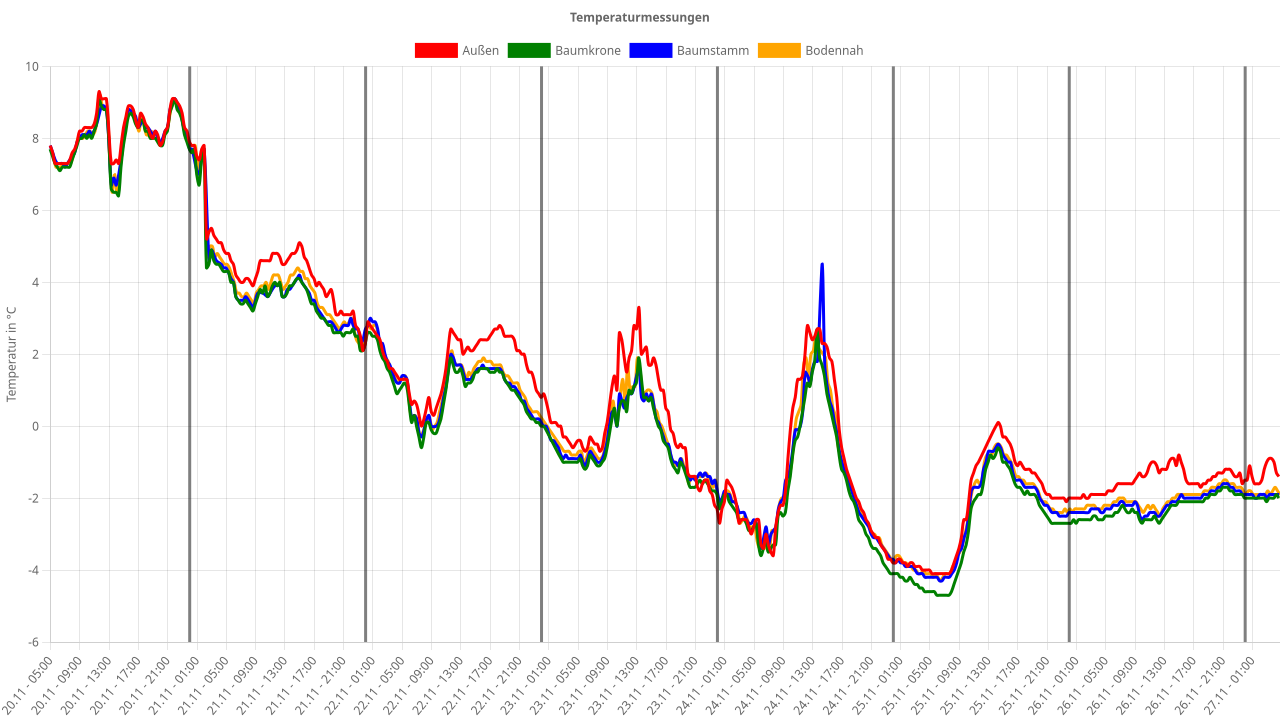 Temperaturmessungen
Außen Baumkrone Baumstamm Bodennah
Temperatur in °C
10
8
6
4
2
0
-2
-4
-6
20.11 - 05:00
20.11 - 09:00
20.11 - 13:00
20.11 - 17:00
20.11 - 21:00
21.11 - 01:00
21.11 - 05:00
21.11 - 09:00
21.11 - 13:00
21.11 - 17:00
21.11 - 21:00
22.11 - 01:00
22.11 - 05:00
22.11 - 09:00
22.11 - 13:00
22.11 - 17:00
22.11 - 21:00
23.11 - 01:00
23.11 - 05:00
23.11 - 09:00
23.11 - 13:00
23.11 - 17:00
23.11 - 21:00
24.11 - 01:00
24.11 - 05:00
24.11 - 09:00
24.11 - 13:00
24.11 - 17:00
24.11 - 21:00
25.11 - 01:00
25.11 - 05:00
25.11 - 09:00
25.11 - 13:00
25.11 - 17:00
25.11 - 21:00
26.11 - 01:00
26.11 - 05:00
26.11 - 09:00
26.11 - 13:00
26.11 - 17:00
26.11 - 21:00
27.11 - 01:00